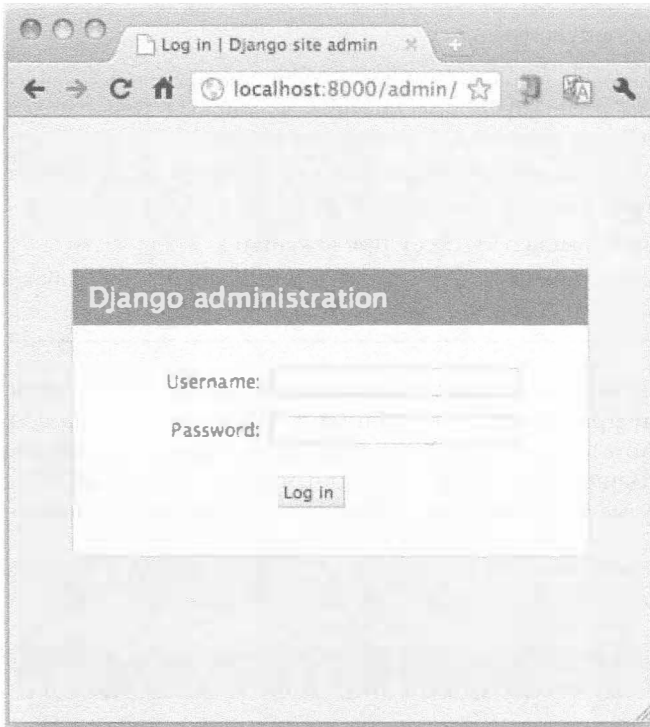 Log in | Django site admin
localhost:8000/admin/
Django administration
Username:
Password:
Log in